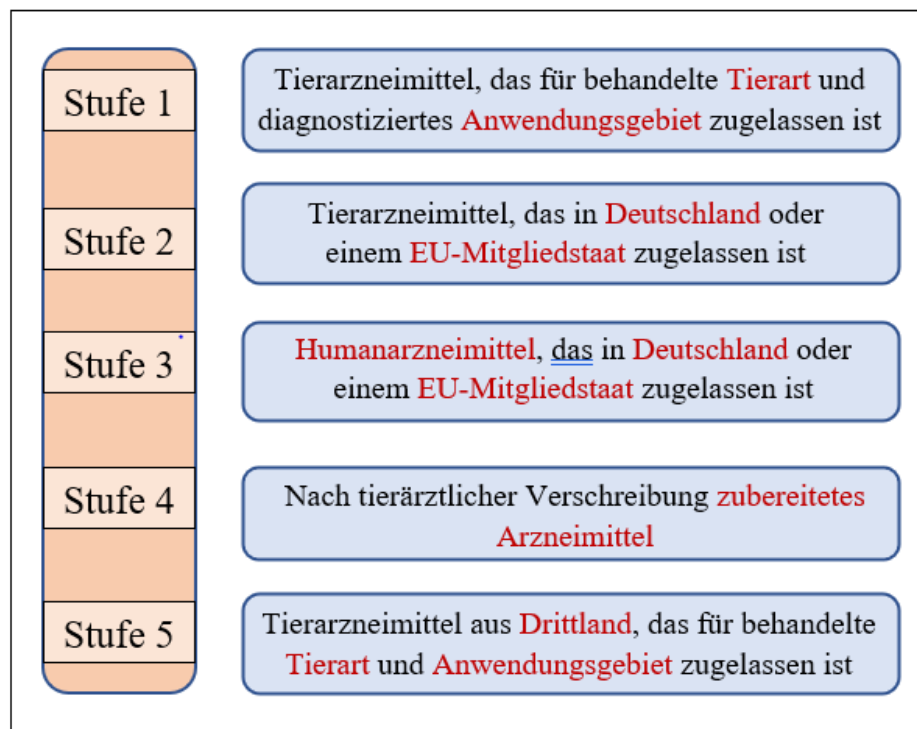 Stufe 1
Tierarzneimittel, das für behandelte Tierart und
diagnostiziertes Anwendungsgebiet zugelassen ist
Stufe 2
Tierarzneimittel, das in Deutschland oder
einem EU-Mitgliedstaat zugelassen ist
Stufe 3
Humanarzneimittel, das in Deutschland oder
einem EU-Mitgliedstaat zugelassen ist
Stufe 4
Nach tierärztlicher Verschreibung zubereitetes
Arzneimittel
Stufe 5
Tierarzneimittel aus Drittland, das für behandelte
Tierart und Anwendungsgebiet zugelassen ist